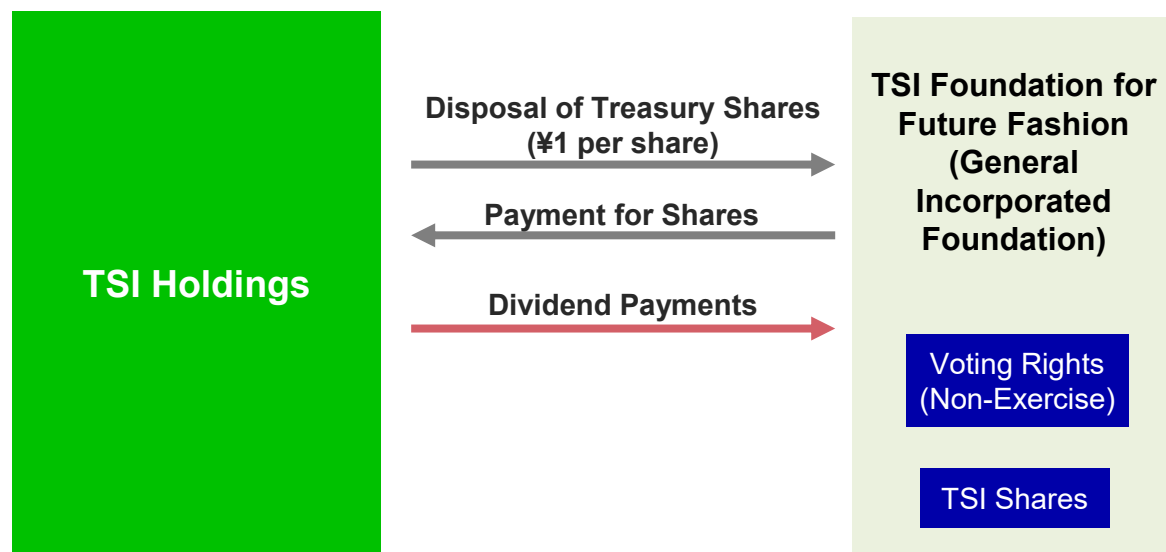 TSI Holdings
Disposal of Treasury Shares
(¥1 per share)
Payment for Shares
Dividend Payments
TSI Foundation for
Future Fashion
(General
Incorporated
Foundation)
Voting Rights
(Non-Exercise)
TSI Shares